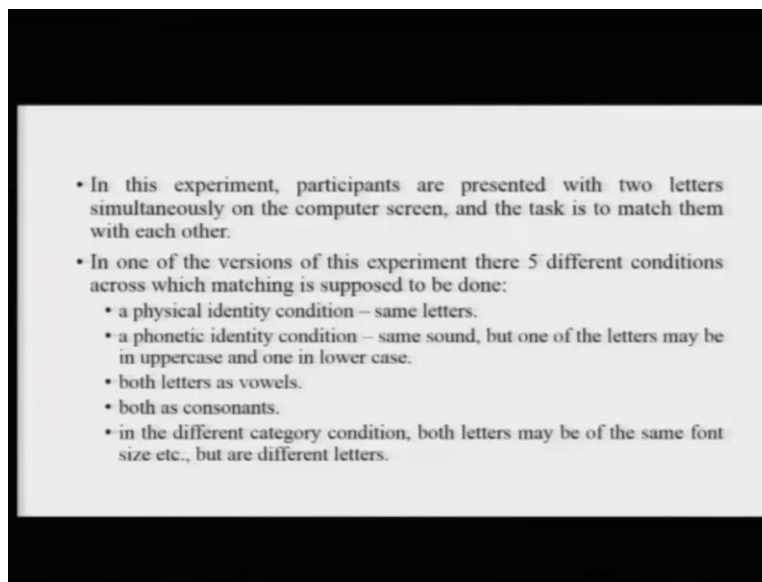 • In this experiment, participants are presented with two letters
simultaneously on the computer screen, and the task is to match them
with each other.
• In one of the versions of this experiment there 5 different conditions
across which matching is supposed to be done:
• a physical identity condition – same letters.
• a phonetic identity condition – same sound, but one of the letters may be
in uppercase and one in lower case.
• both letters as vowels.
• both as consonants.
• in the different category condition, both letters may be of the same font
size etc., but are different letters.